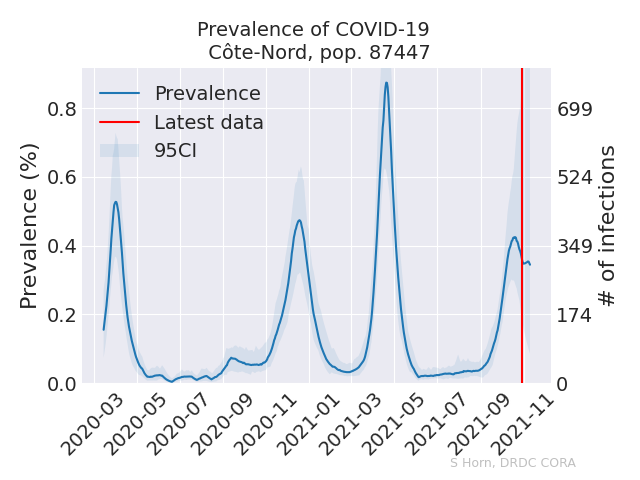 Prevalence of COVID-19
Côte-Nord, pop. 87447
Prevalence
Latest data
95CI
Prevalence (%)
0.8
0.6
0.4
0.2
0.0
699
524
349
174
0
# of infections
2020-03
2020-05
2020-07
2020-09
2020-11
2021-01
2021-03
2021-05
2021-07
2021-09
2021-11
S Horn, DRDC CORA